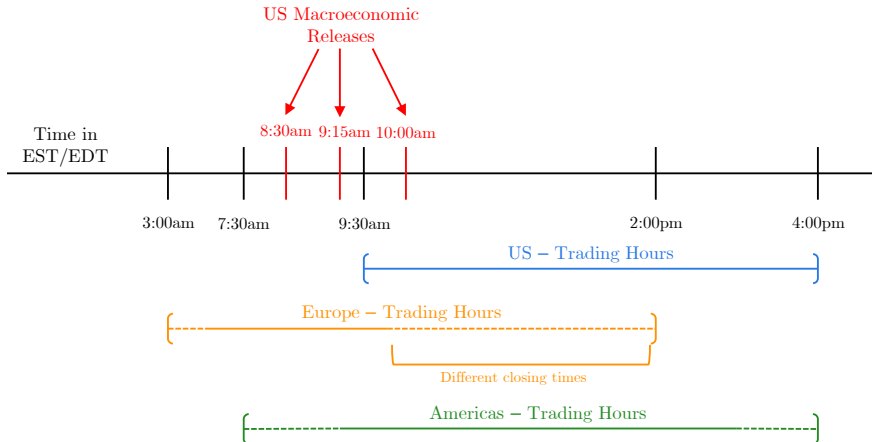 US Macroeconomic
Releases
8:30am
9:15am
10:00am
Time in
EST/EDT
3:00am
7:30am
9:30am
2:00pm
4:00pm
US – Trading Hours
Europe – Trading Hours
Different closing times
Americas – Trading Hours